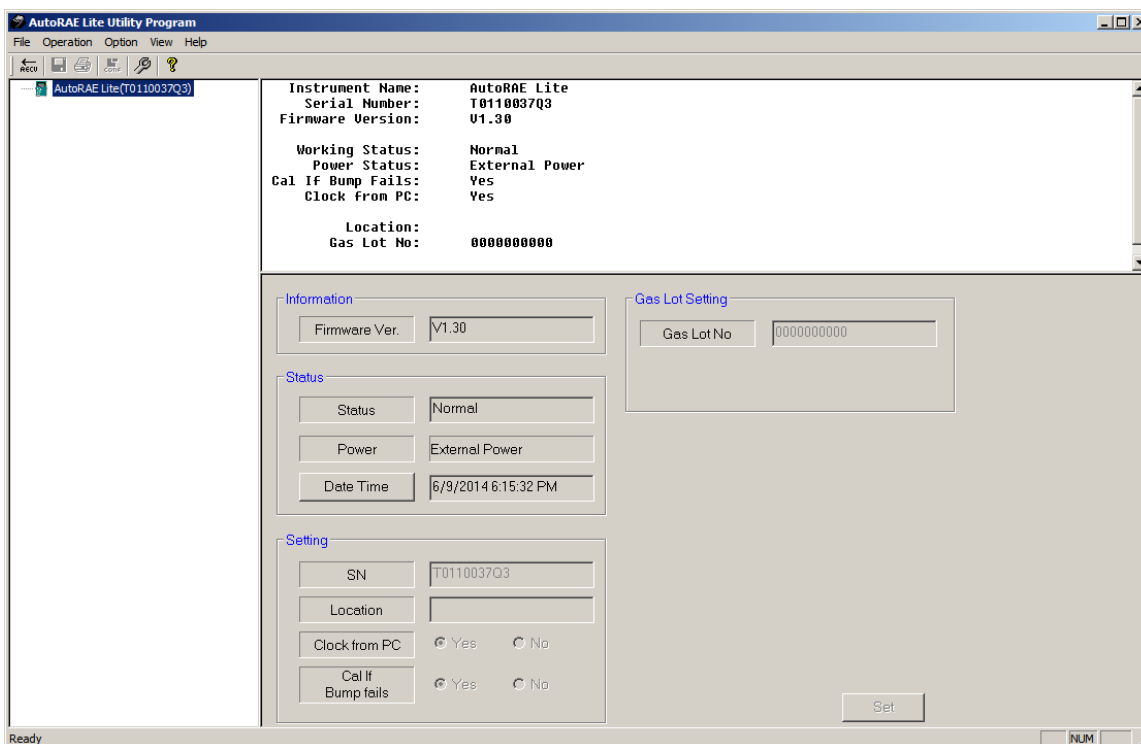 AutoRAE Lite Utility Program
File Operation Option View Help
RECU CONF
AutoRAE Lite(T0110037Q3)
Instrument Name: AutoRAE Lite
Serial Number: T0110037Q3
Firmware Version: V1.30
Working Status: Normal
Power Status: External Power
Cal If Bump Fails: Yes
Clock from PC: Yes
Location:
Gas Lot No: 0000000000
Information
Firmware Ver. V1.30
Status
Status Normal
Power External Power
Date Time 6/9/2014 6:15:32 PM
Setting
SN T0110037Q3
Location
Clock from PC Yes No
Cal If
Bump fails Yes No
Gas Lot Setting
Gas Lot No 0000000000
Set
Ready NUM